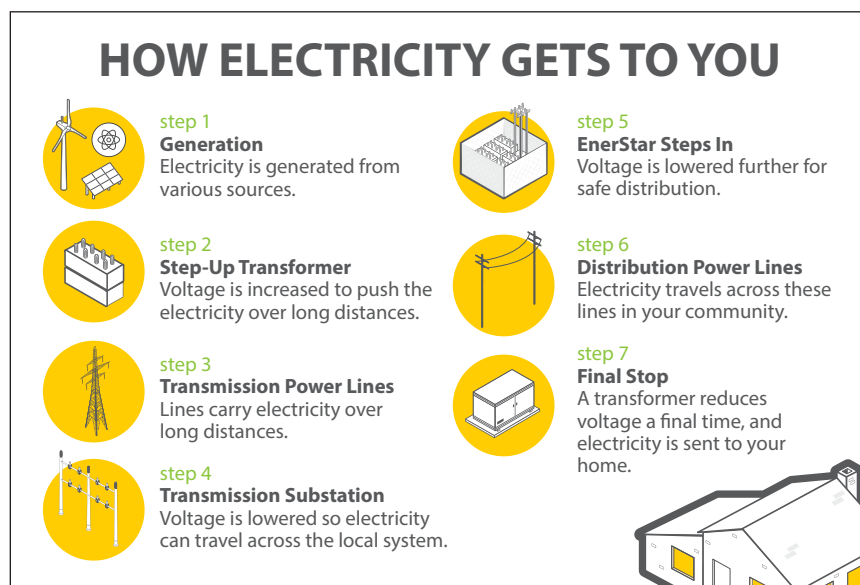 HOW ELECTRICITY GETS TO YOU
step 1
Generation
Electricity is generated from
various sources.
step 2
Step-Up Transformer
Voltage is increased to push the
electricity over long distances.
step 3
Transmission Power Lines
Lines carry electricity over
long distances.
step 4
Transmission Substation
Voltage is lowered so electricity
can travel across the local system.
step 5
EnerStar Steps In
Voltage is lowered further for
safe distribution.
step 6
Distribution Power Lines
Electricity travels across these
lines in your community.
step 7
Final Stop
A transformer reduces
voltage a final time, and
electricity is sent to your
home.